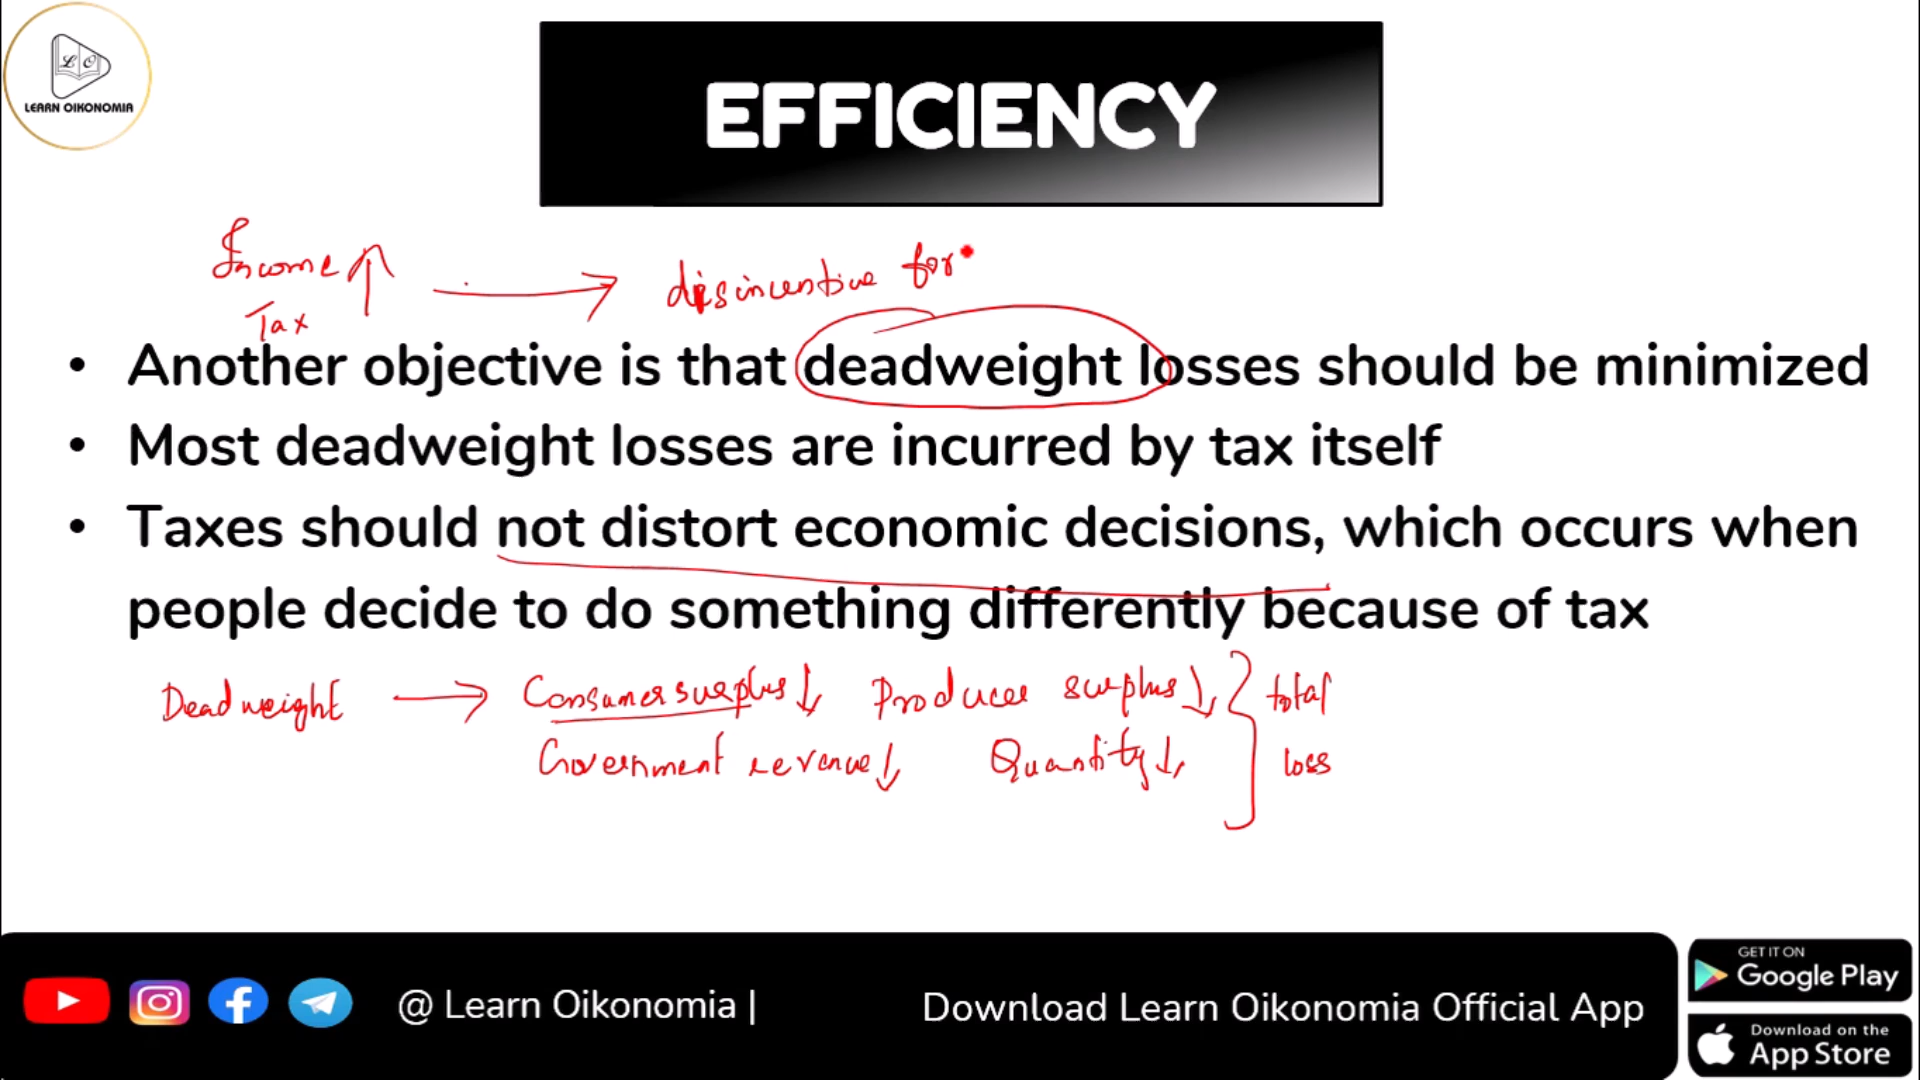 LO
LEARN OIKONOMIA
EFFICIENCY
Income ↑ → disincentive for
Tax
• Another objective is that deadweight losses should be minimized
• Most deadweight losses are incurred by tax itself
• Taxes should not distort economic decisions, which occurs when
people decide to do something differently because of tax
Deadweight → Consumer surplus ↓ Producer surplus ↓ } total
Government revenue ↓ Quantity ↓ loss
@ Learn Oikonomia |
Download Learn Oikonomia Official App
GET IT ON
Google Play
Download on the
App Store